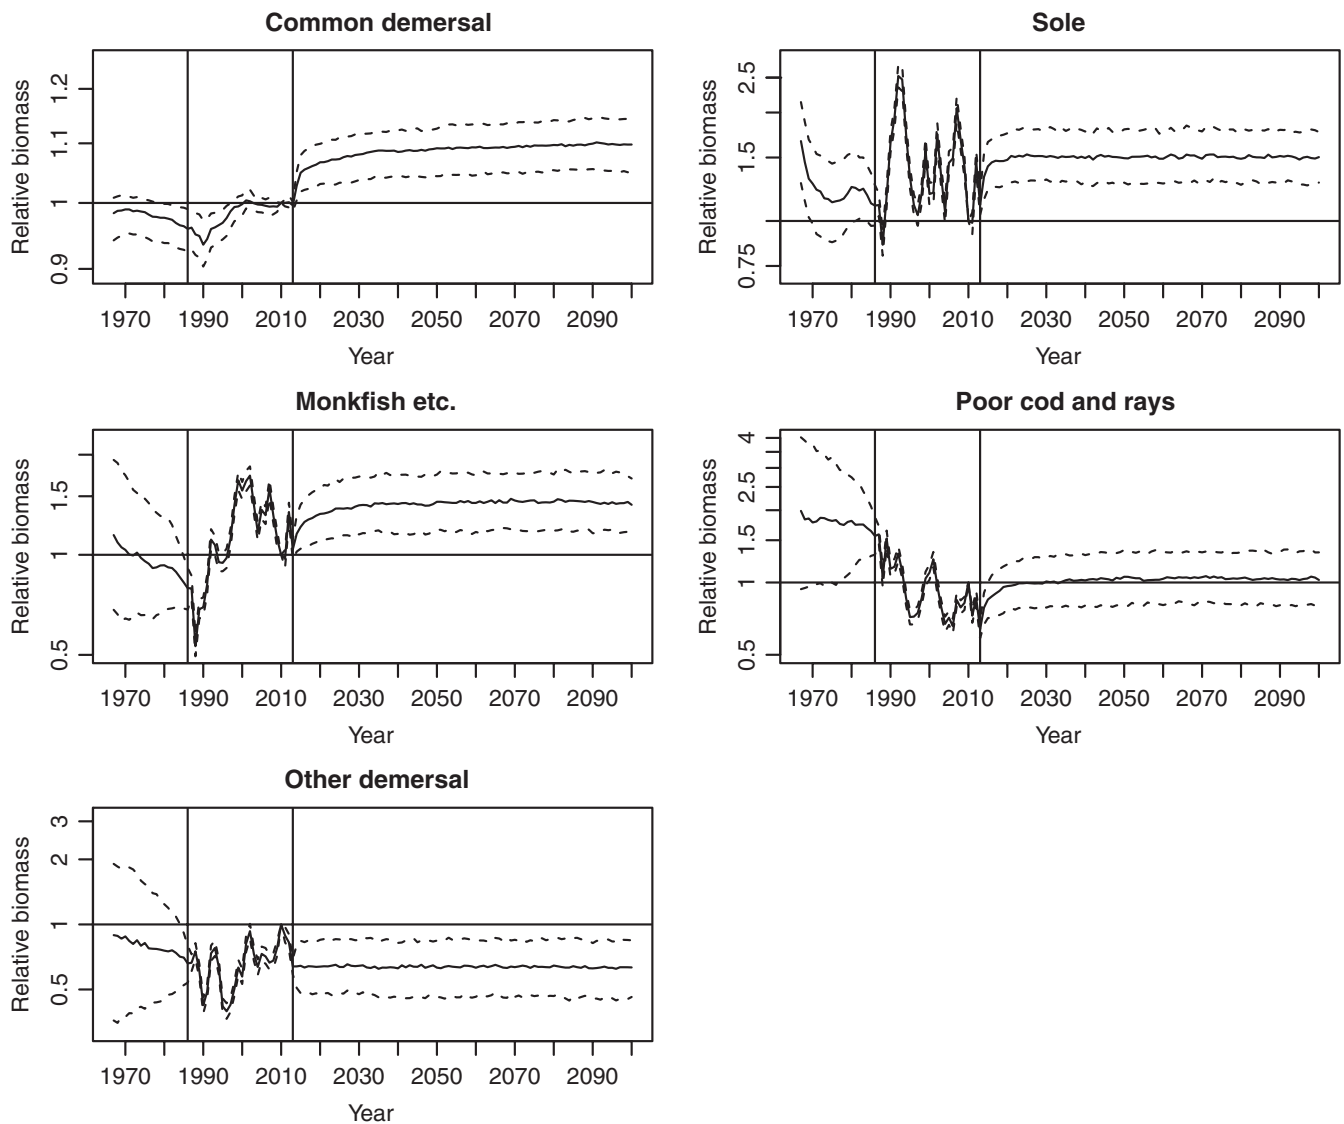 Common demersal
Relative biomass
1.2
1.1
1
0.9
1970 1990 2010 2030 2050 2070 2090
Year
Sole
Relative biomass
2.5
1.5
0.75
1970 1990 2010 2030 2050 2070 2090
Year
Monkfish etc.
Relative biomass
1.5
1
0.5
1970 1990 2010 2030 2050 2070 2090
Year
Poor cod and rays
Relative biomass
4
2.5
1.5
1
0.5
1970 1990 2010 2030 2050 2070 2090
Year
Other demersal
Relative biomass
3
2
1
0.5
1970 1990 2010 2030 2050 2070 2090
Year